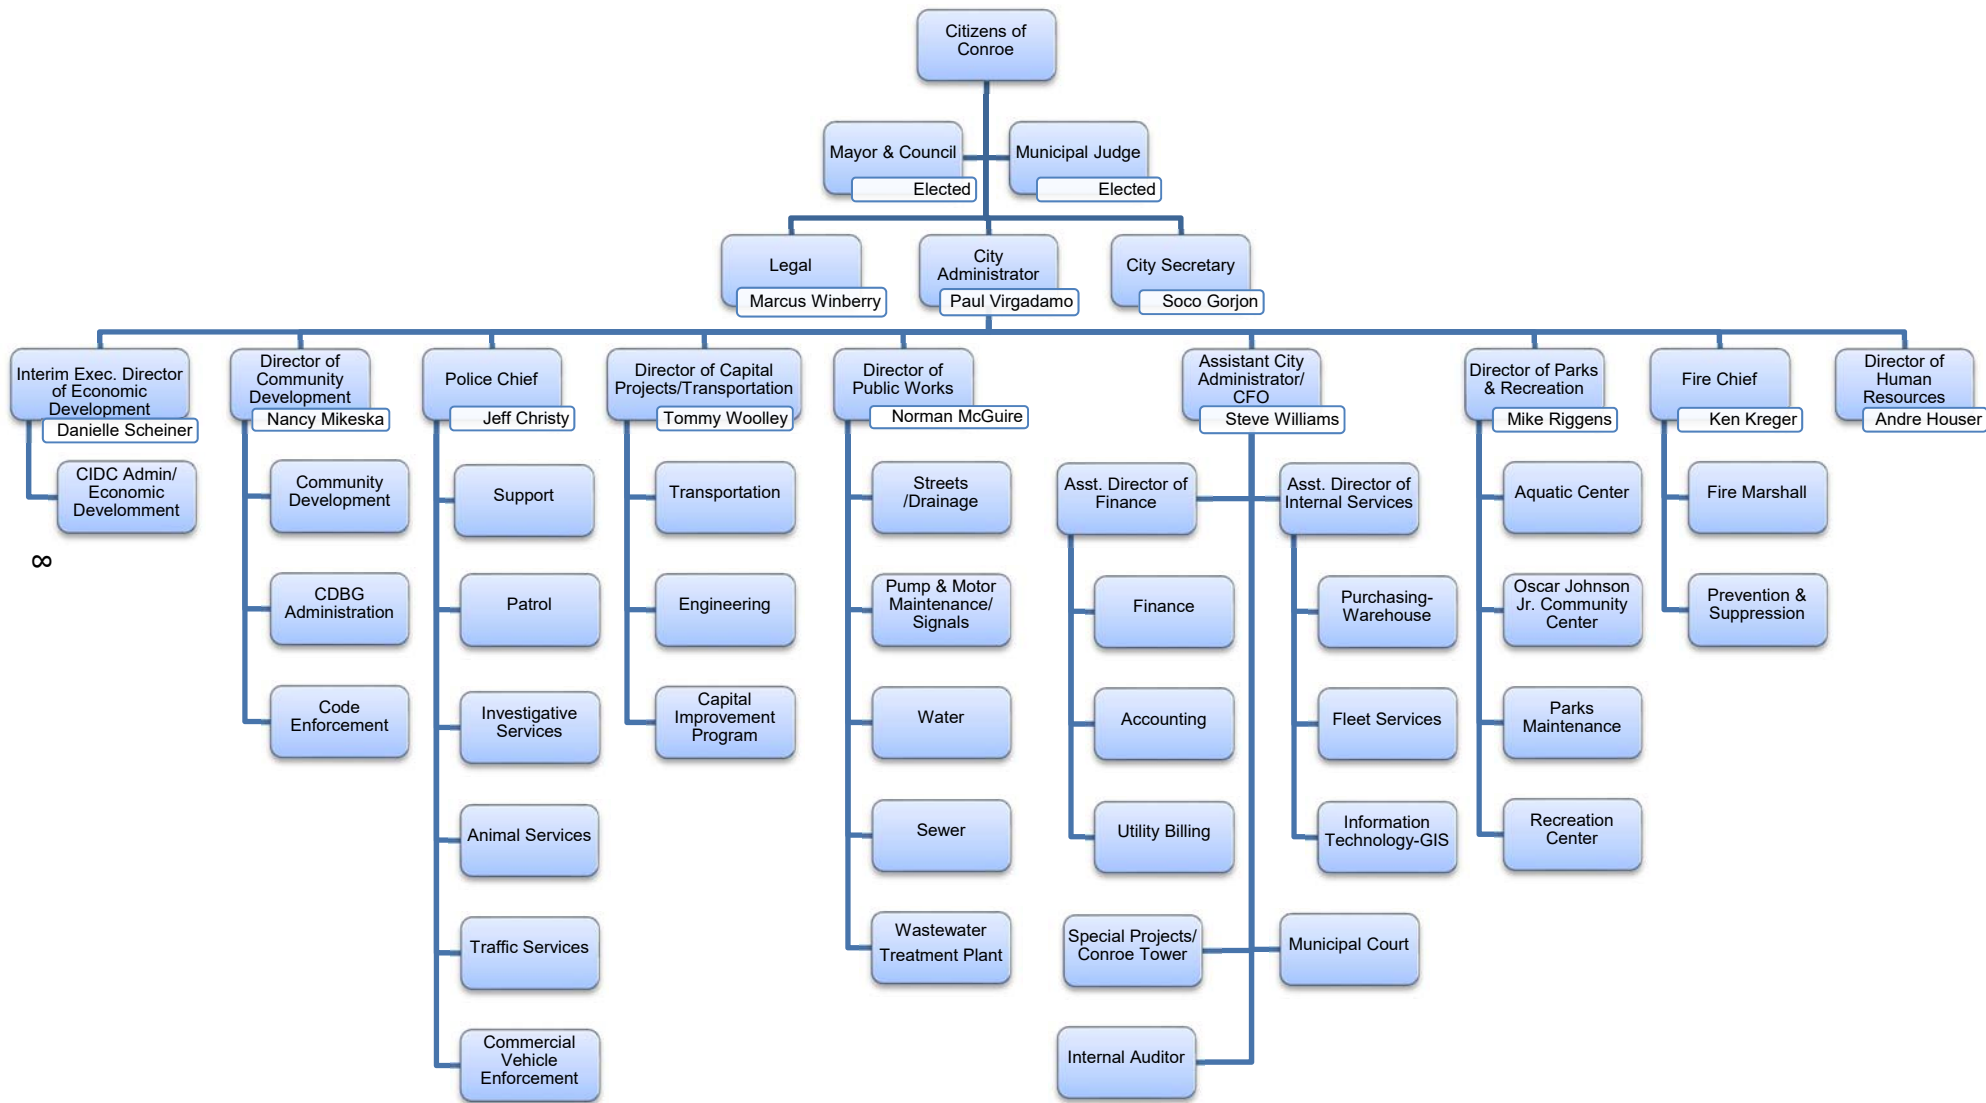 Citizens of
Conroe
Mayor & Council
Elected
Municipal Judge
Elected
Legal
Marcus Winberry
City
Administrator
Paul Virgadamo
City Secretary
Soco Gorjon
Interim Exec. Director
of Economic
Development
Danielle Scheiner
CIDC Admin/
Economic
Develomment
∞
Director of
Community
Development
Nancy Mikeska
Community
Development
CDBG
Administration
Code
Enforcement
Police Chief
Jeff Christy
Support
Patrol
Investigative
Services
Animal Services
Traffic Services
Commercial
Vehicle
Enforcement
Director of Capital
Projects/Transportation
Tommy Woolley
Transportation
Engineering
Capital
Improvement
Program
Director of
Public Works
Norman McGuire
Streets
/Drainage
Pump & Motor
Maintenance/
Signals
Water
Sewer
Wastewater
Treatment Plant
Assistant City
Administrator/
CFO
Steve Williams
Asst. Director of
Finance
Finance
Accounting
Utility Billing
Asst. Director of
Internal Services
Purchasing-
Warehouse
Fleet Services
Information
Technology-GIS
Special Projects/
Conroe Tower
Municipal Court
Internal Auditor
Director of Parks
& Recreation
Mike Riggens
Aquatic Center
Oscar Johnson
Jr. Community
Center
Parks
Maintenance
Recreation
Center
Fire Chief
Ken Kreger
Fire Marshall
Prevention &
Suppression
Director of
Human
Resources
Andre Houser